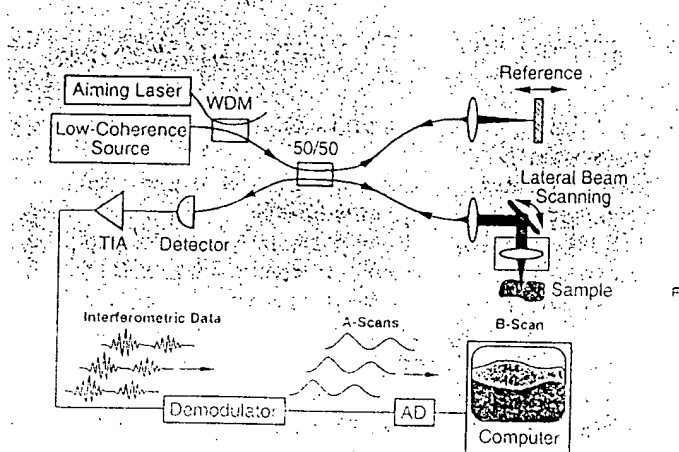 Reference
Aiming Laser
WDM
Low-Coherence
Source
50/50
Lateral Beam
Scanning
TIA
Detector
Sample
Interferometric Data
A-Scans
B-Scan
Demodulator
AD
Computer